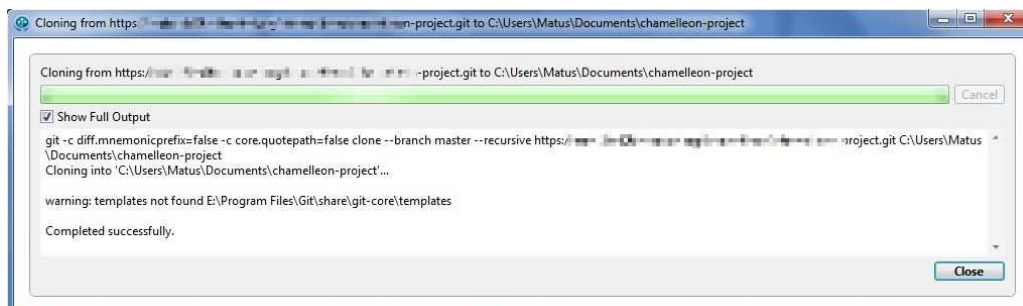 Cloning from https: n-project.git to C:\Users\Matus\Documents\chamelleon-project
Cloning from https:/ -project.git to C:\Users\Matus\Documents\chamelleon-project
Cancel
Show Full Output
git -c diff.mnemonicprefix=false -c core.quotepath=false clone --branch master --recursive https:/ project.git C:\Users\Matus
\Documents\chamelleon-project
Cloning into 'C:\Users\Matus\Documents\chamelleon-project'...
warning: templates not found E:\Program Files\Git\share\git-core\templates
Completed successfully.
Close